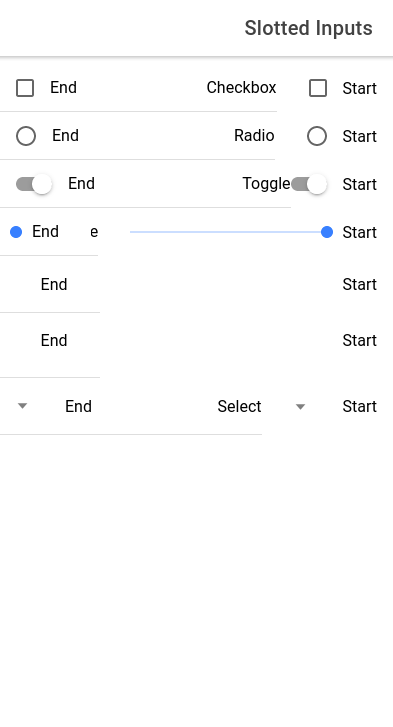 Slotted Inputs
End Checkbox Start
End Radio Start
End Toggle Start
End e Start
End Start
End Start
End Select Start